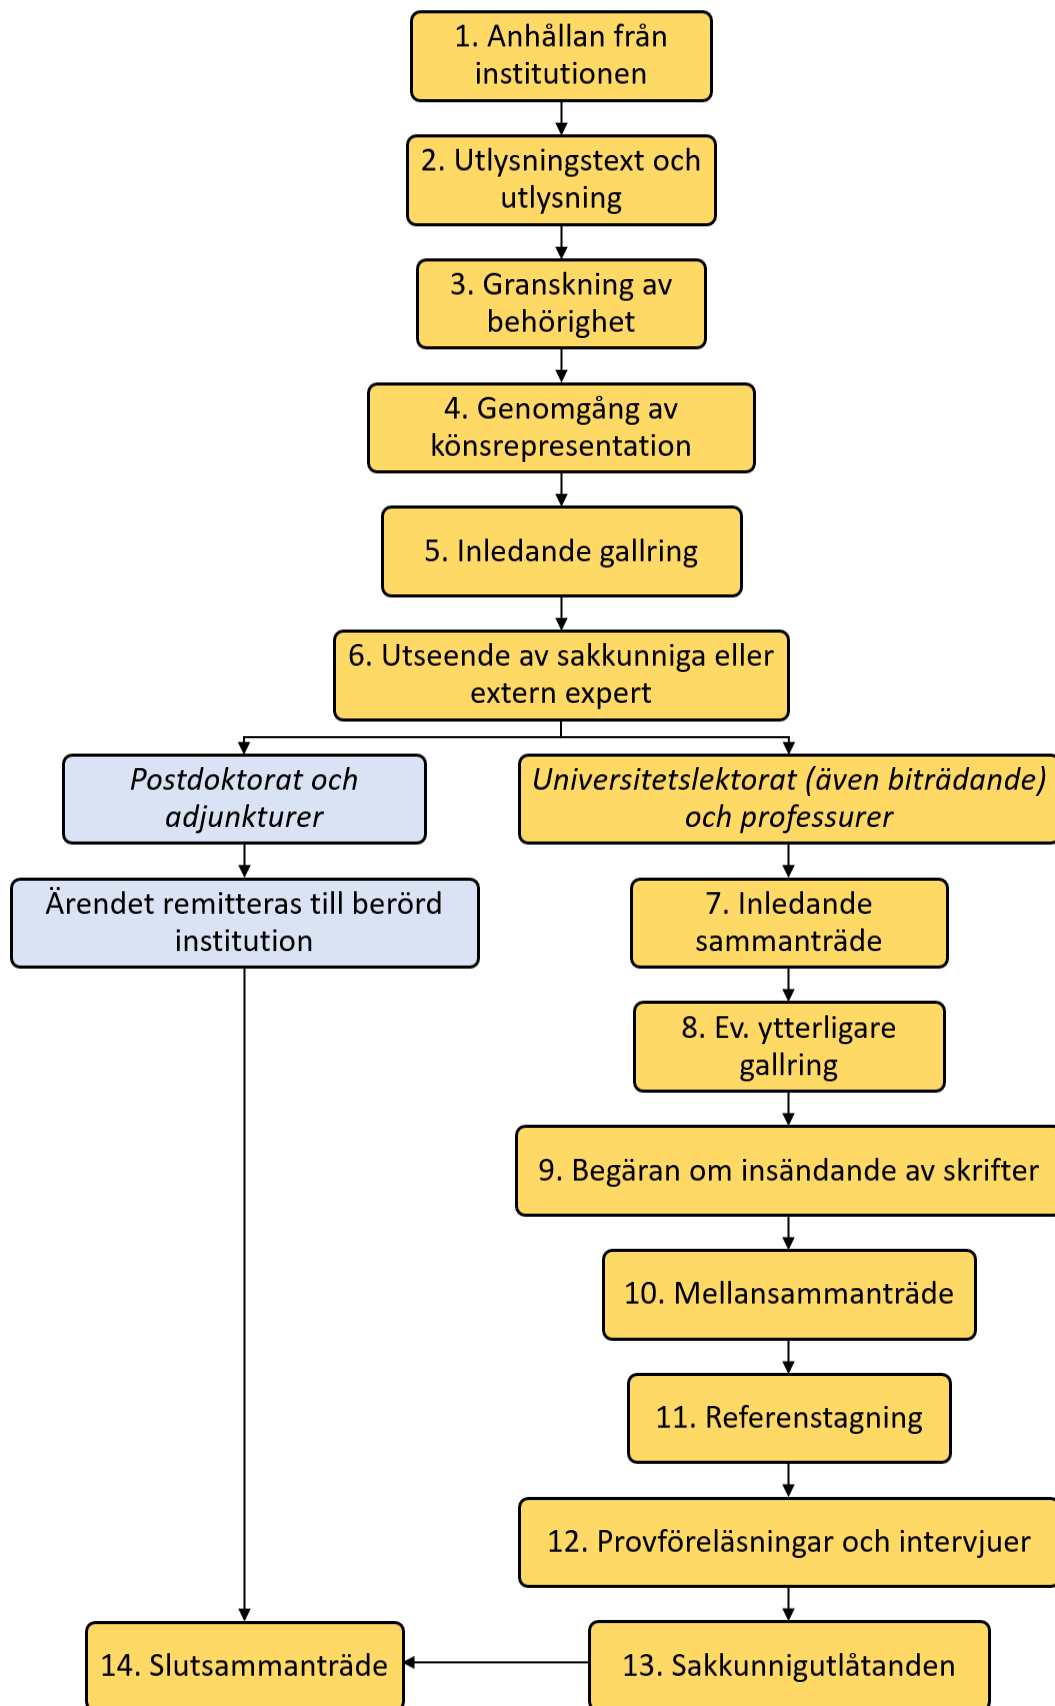 1. Anhållan från
institutionen
2. Utlysningstext och
utlysning
3. Granskning av
behörighet
4. Genomgång av
könsrepresentation
5. Inledande gallring
6. Utseende av sakkunniga eller
extern expert
Postdoktorat och
adjunkturer
Universitetslektorat (även biträdande)
och professurer
Ärendet remitteras till berörd
institution
7. Inledande
sammanträde
8. Ev. ytterligare
gallring
9. Begäran om insändande av skrifter
10. Mellansammanträde
11. Referenstagning
12. Provföreläsningar och intervjuer
14. Slutsammanträde
13. Sakkunnigutlåtanden